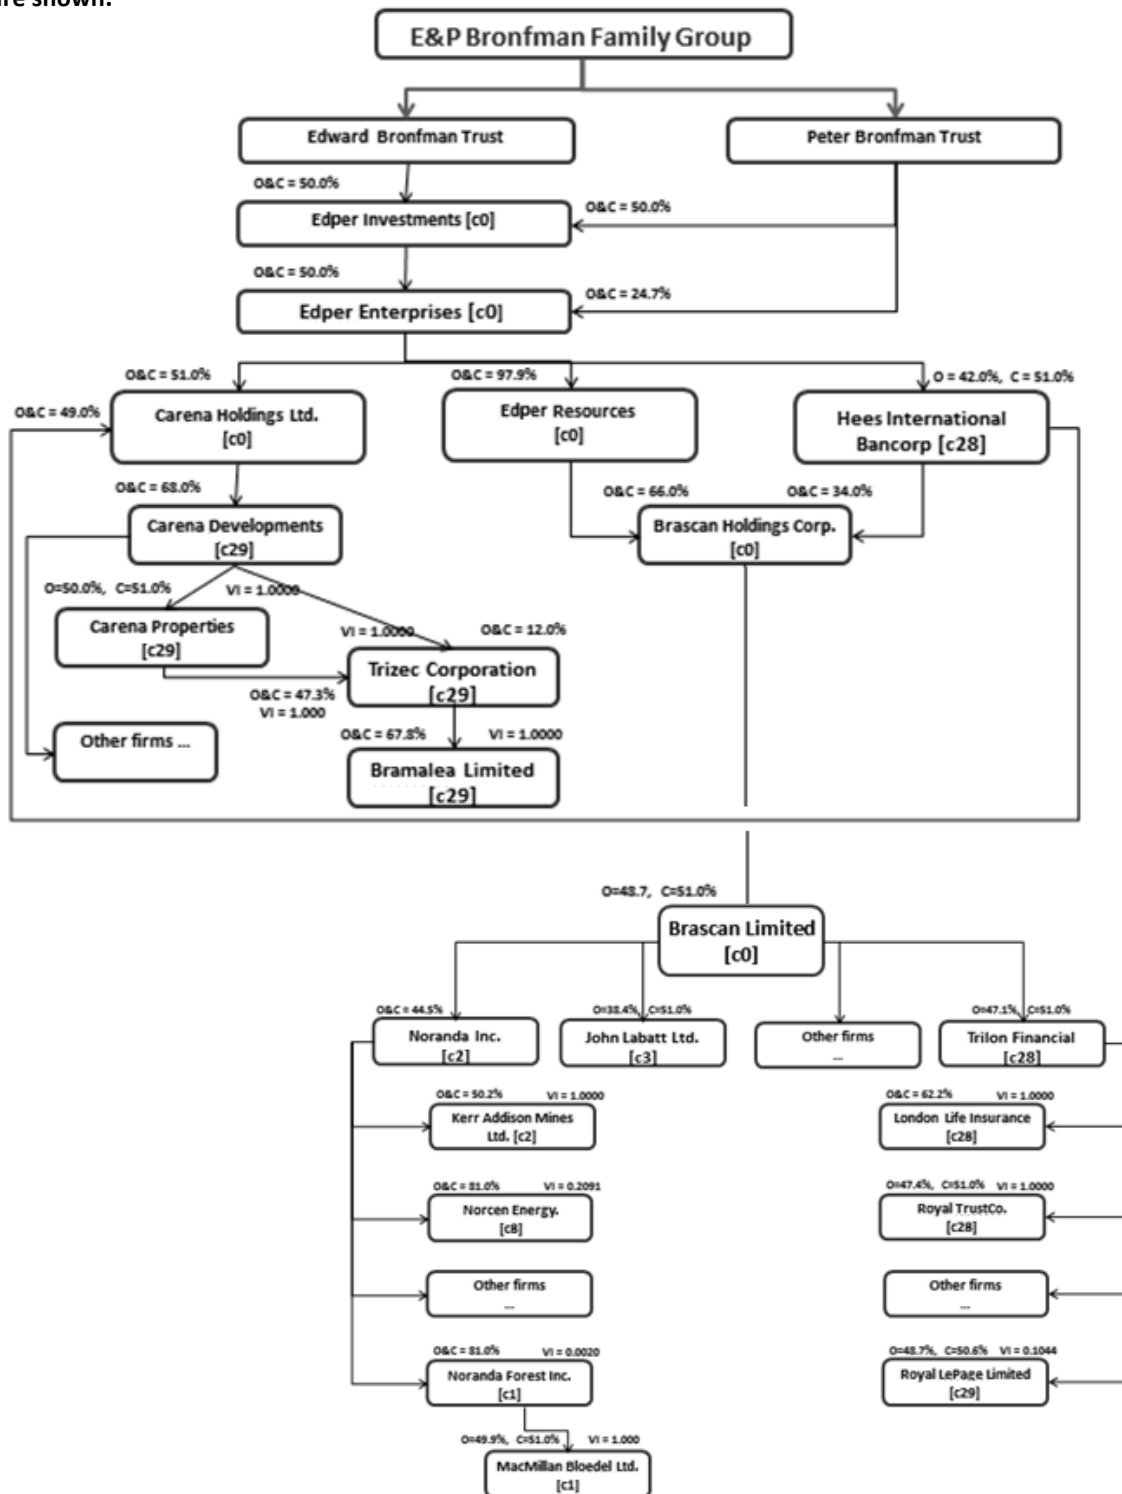 are shown.
E&P Bronfman Family Group
Edward Bronfman Trust
Peter Bronfman Trust
O&C = 50.0%
Edper Investments [c0]
O&C = 50.0%
O&C = 50.0%
Edper Enterprises [c0]
O&C = 24.7%
O&C = 51.0%
O&C = 97.9%
O = 42.0%, C = 51.0%
O&C = 49.0%
Carena Holdings Ltd.
[c0]
Edper Resources
[c0]
Hees International
Bancorp [c28]
O&C = 68.0%
O&C = 66.0%
O&C = 34.0%
Carena Developments
[c29]
Brascan Holdings Corp.
[c0]
O=50.0%, C=51.0%
VI = 1.0000
Carena Properties
[c29]
VI = 1.0000
O&C = 12.0%
Trizec Corporation
[c29]
O&C = 47.3%
VI = 1.000
Other firms ...
O&C = 67.8%
VI = 1.0000
Bramalea Limited
[c29]
O=48.7, C=51.0%
Brascan Limited
[c0]
O&C = 44.5%
O=38.4%, C=51.0%
O=47.1%, C=51.0%
Noranda Inc.
[c2]
John Labatt Ltd.
[c3]
Other firms
...
Trilon Financial
[c28]
O&C = 50.2%
VI = 1.0000
O&C = 62.2%
VI = 1.0000
Kerr Addison Mines
Ltd. [c2]
London Life Insurance
[c28]
O&C = 81.0%
VI = 0.2091
O=47.4%, C=51.0%
VI = 1.0000
Norcen Energy.
[c8]
Royal TrustCo.
[c28]
Other firms
...
Other firms
...
O&C = 81.0%
VI = 0.0020
O=48.7%, C=50.6%
VI = 0.1044
Noranda Forest Inc.
[c1]
Royal LePage Limited
[c29]
O=49.9%, C=51.0%
VI = 1.000
MacMillan Bloedel Ltd.
[c1]